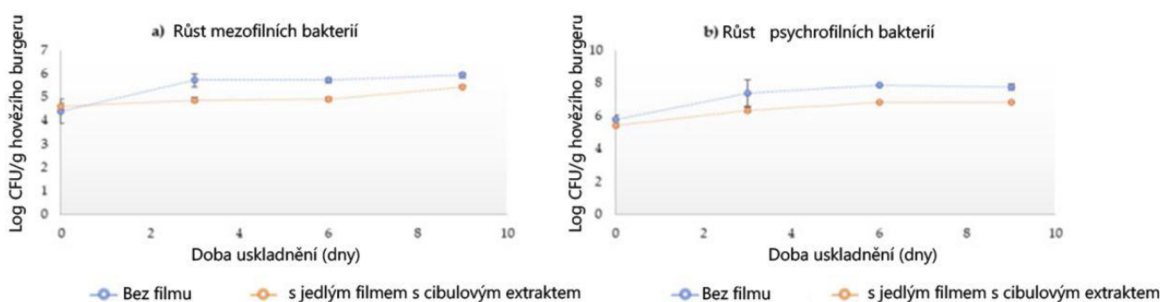 a) Růst mezofilních bakterií
Log CFU/g hovězího burgeru
7
6
5
4
3
2
1
0
0 2 4 6 8 10
Doba uskladnění (dny)
Bez filmu s jedlým filmem s cibulovým extraktem
b) Růst psychrofilních bakterií
Log CFU/g hovězího burgeru
10
8
6
4
2
0
0 2 4 6 8 10
Doba uskladnění (dny)
Bez filmu s jedlým filmem s cibulovým extraktem